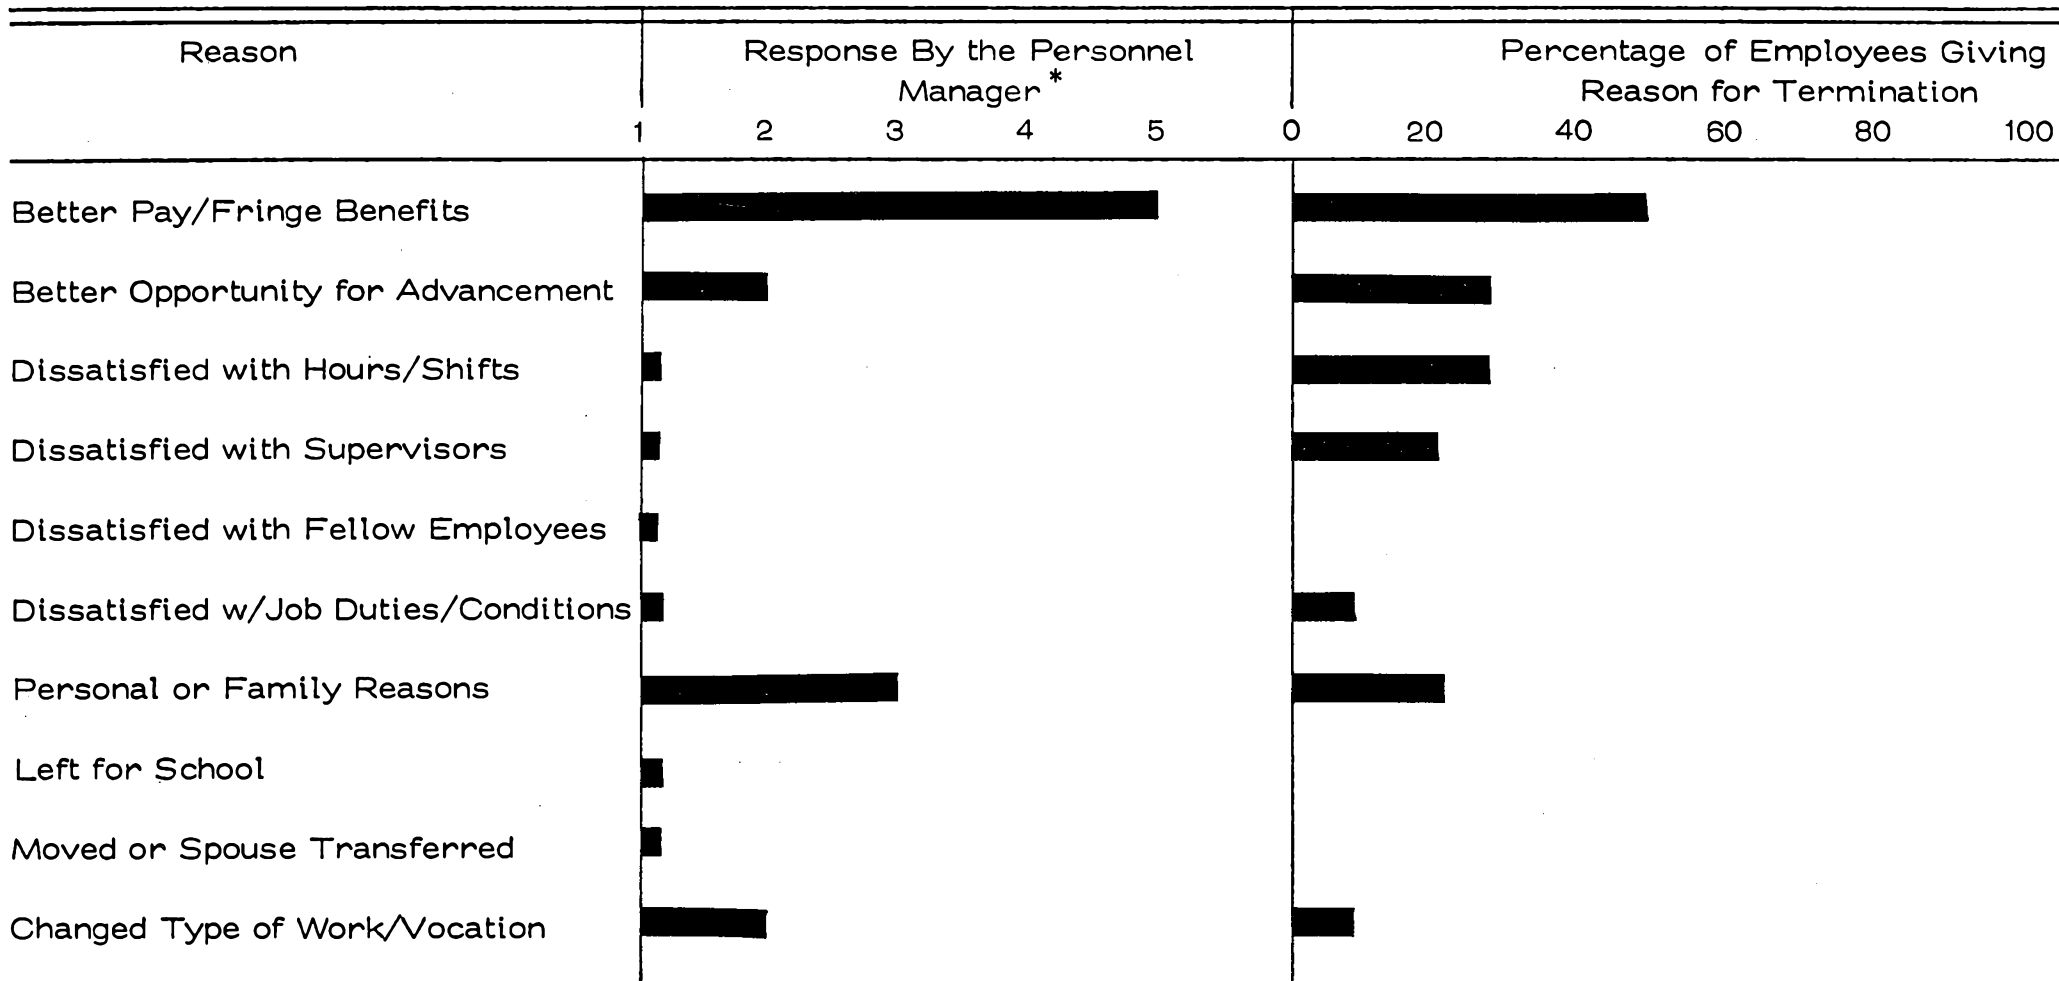 Reason
Response By the Personnel
Manager*
Percentage of Employees Giving
Reason for Termination
1 2 3 4 5
0 20 40 60 80 100
Better Pay/Fringe Benefits
Better Opportunity for Advancement
Dissatisfied with Hours/Shifts
Dissatisfied with Supervisors
Dissatisfied with Fellow Employees
Dissatisfied w/Job Duties/Conditions
Personal or Family Reasons
Left for School
Moved or Spouse Transferred
Changed Type of Work/Vocation